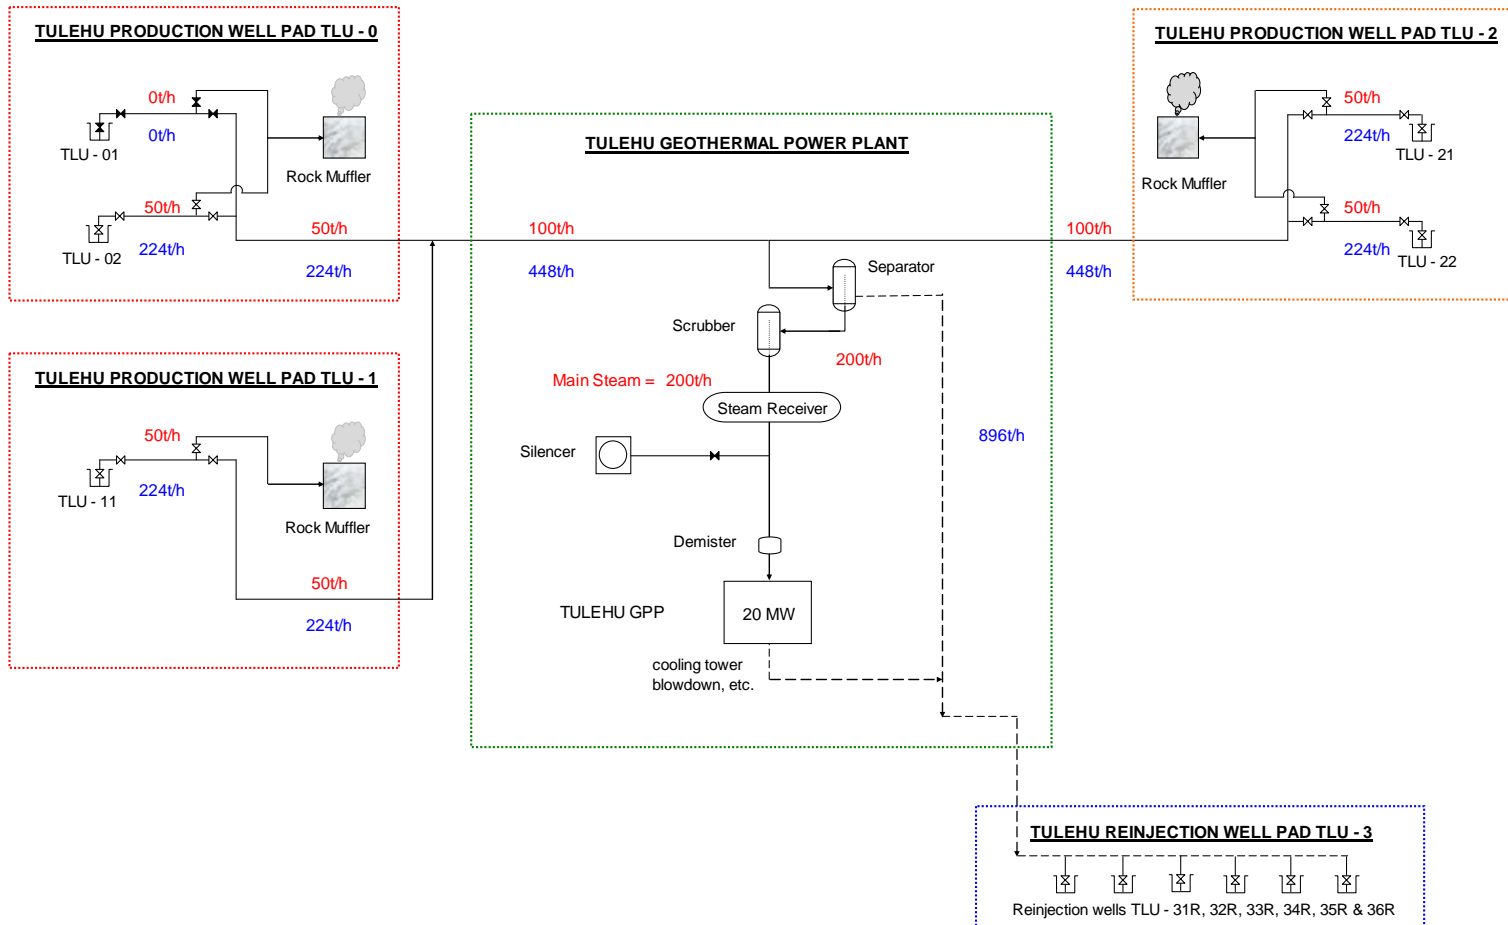 TULEHU PRODUCTION WELL PAD TLU - 0
0t/h
0t/h
TLU - 01
Rock Muffler
50t/h
224t/h
TLU - 02
50t/h
224t/h
TULEHU PRODUCTION WELL PAD TLU - 1
50t/h
224t/h
TLU - 11
Rock Muffler
50t/h
224t/h
TULEHU GEOTHERMAL POWER PLANT
100t/h
448t/h
Separator
Scrubber
200t/h
Main Steam = 200t/h
Steam Receiver
Silencer
896t/h
Demister
TULEHU GPP
20 MW
cooling tower
blowdown, etc.
TULEHU PRODUCTION WELL PAD TLU - 2
50t/h
224t/h
TLU - 21
Rock Muffler
50t/h
224t/h
TLU - 22
100t/h
448t/h
TULEHU REINJECTION WELL PAD TLU - 3
Reinjection wells TLU - 31R, 32R, 33R, 34R, 35R & 36R